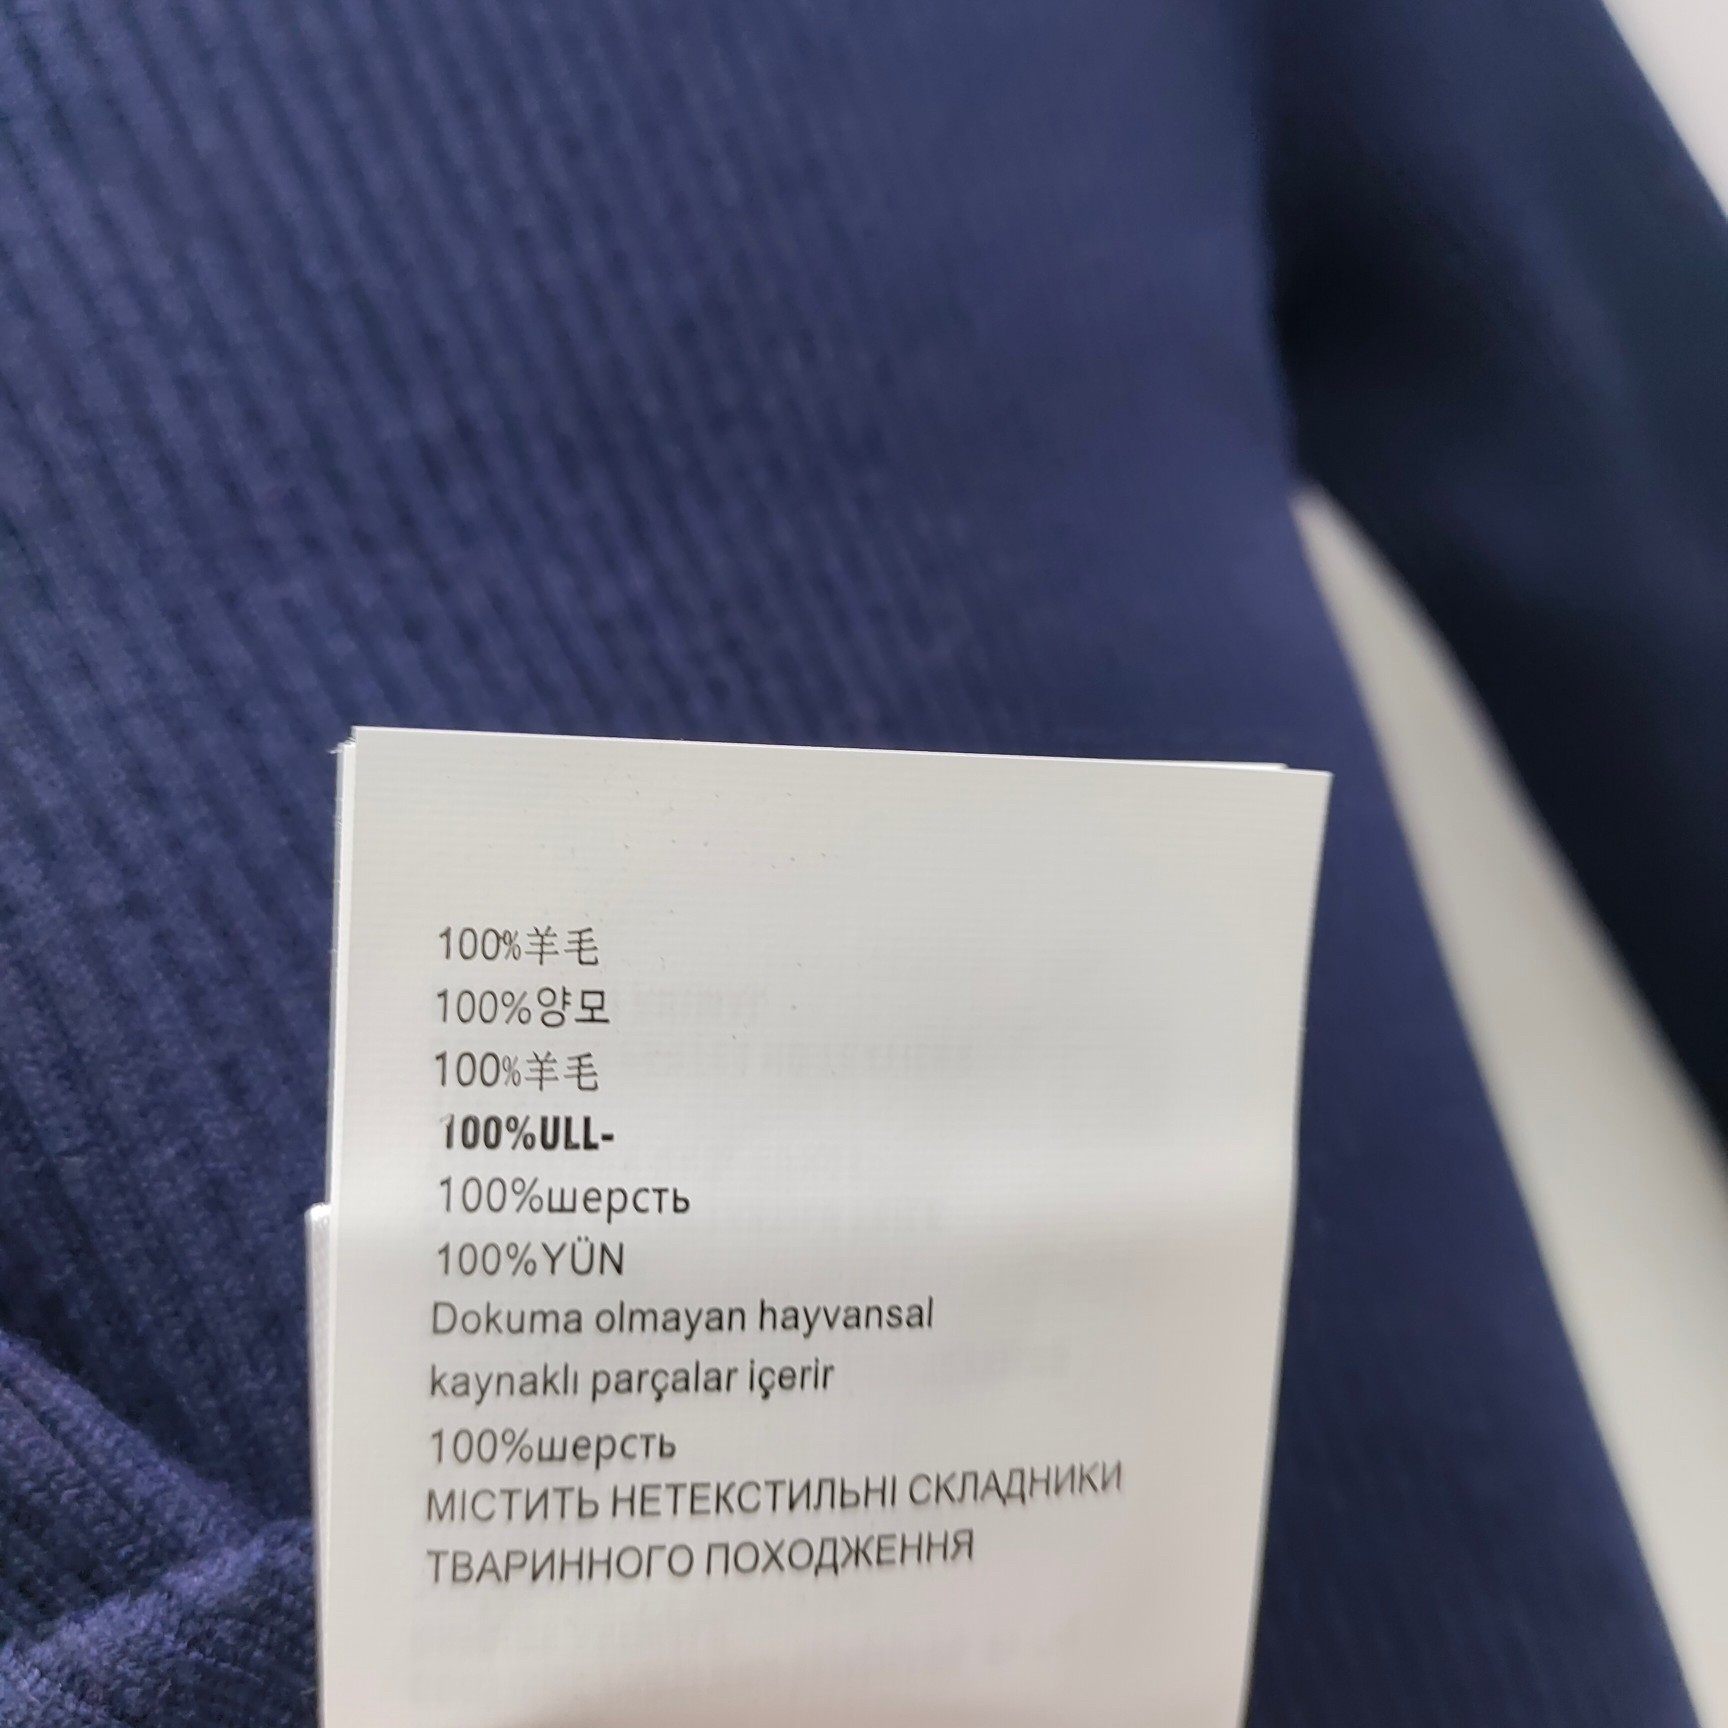 100%羊毛
100%양모
100%羊毛
100%ULL-
100%шерсть
100%YÜN
Dokuma olmayan hayvansal
kaynaklı parçalar içerir
100%шерсть
МІСТИТЬ НЕТЕКСТИЛЬНІ СКЛАДНИКИ
ТВАРИННОГО ПОХОДЖЕННЯ